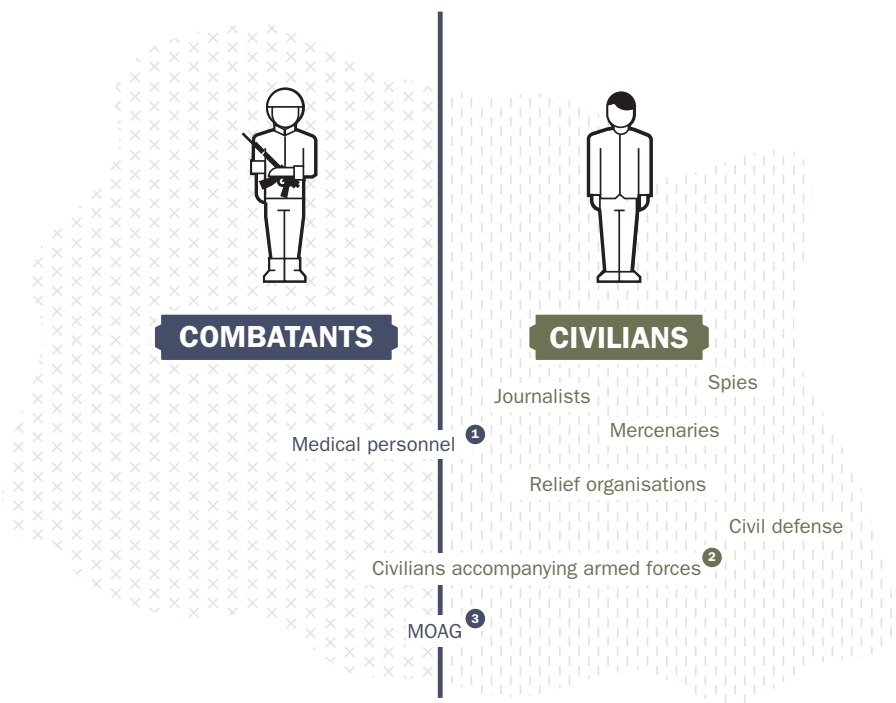 COMBATANTS
CIVILIANS
Spies
Journalists
Mercenaries
Medical personnel 1
Relief organisations
Civil defense
Civilians accompanying armed forces 2
MOAG 3